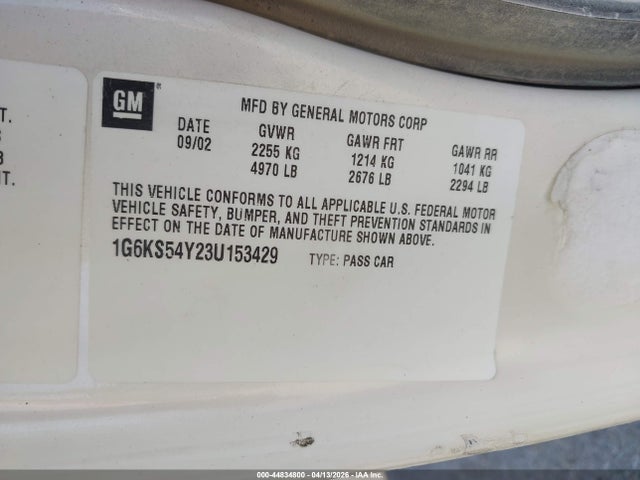 T.
3
B
NT.
GM
®
MFD BY GENERAL MOTORS CORP
DATE GVWR GAWR FRT GAWR RR
09/02 2255 KG 1214 KG 1041 KG
4970 LB 2676 LB 2294 LB
THIS VEHICLE CONFORMS TO ALL APPLICABLE U.S. FEDERAL MOTOR
VEHICLE SAFETY, BUMPER, AND THEFT PREVENTION STANDARDS IN
EFFECT ON THE DATE OF MANUFACTURE SHOWN ABOVE.
1G6KS54Y23U153429 TYPE: PASS CAR
000-44834800 - 04/13/2026 - IAA Inc.